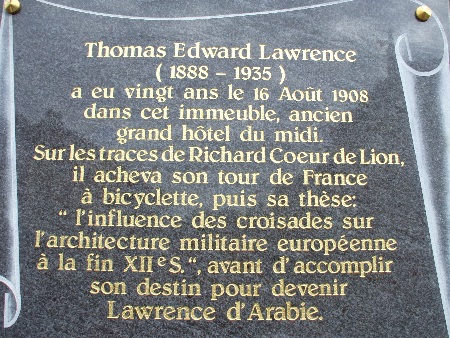 Thomas Edward Lawrence
( 1888 - 1935 )
a eu vingt ans le 16 Août 1908
dans cet immeuble, ancien
grand hôtel du midi.
Sur les traces de Richard Coeur de Lion,
il acheva son tour de France
à bicyclette, puis sa thèse:
“ l'influence des croisades sur
l'architecture militaire européenne
à la fin XIIe S.“, avant d'accomplir
son destin pour devenir
Lawrence d'Arabie.